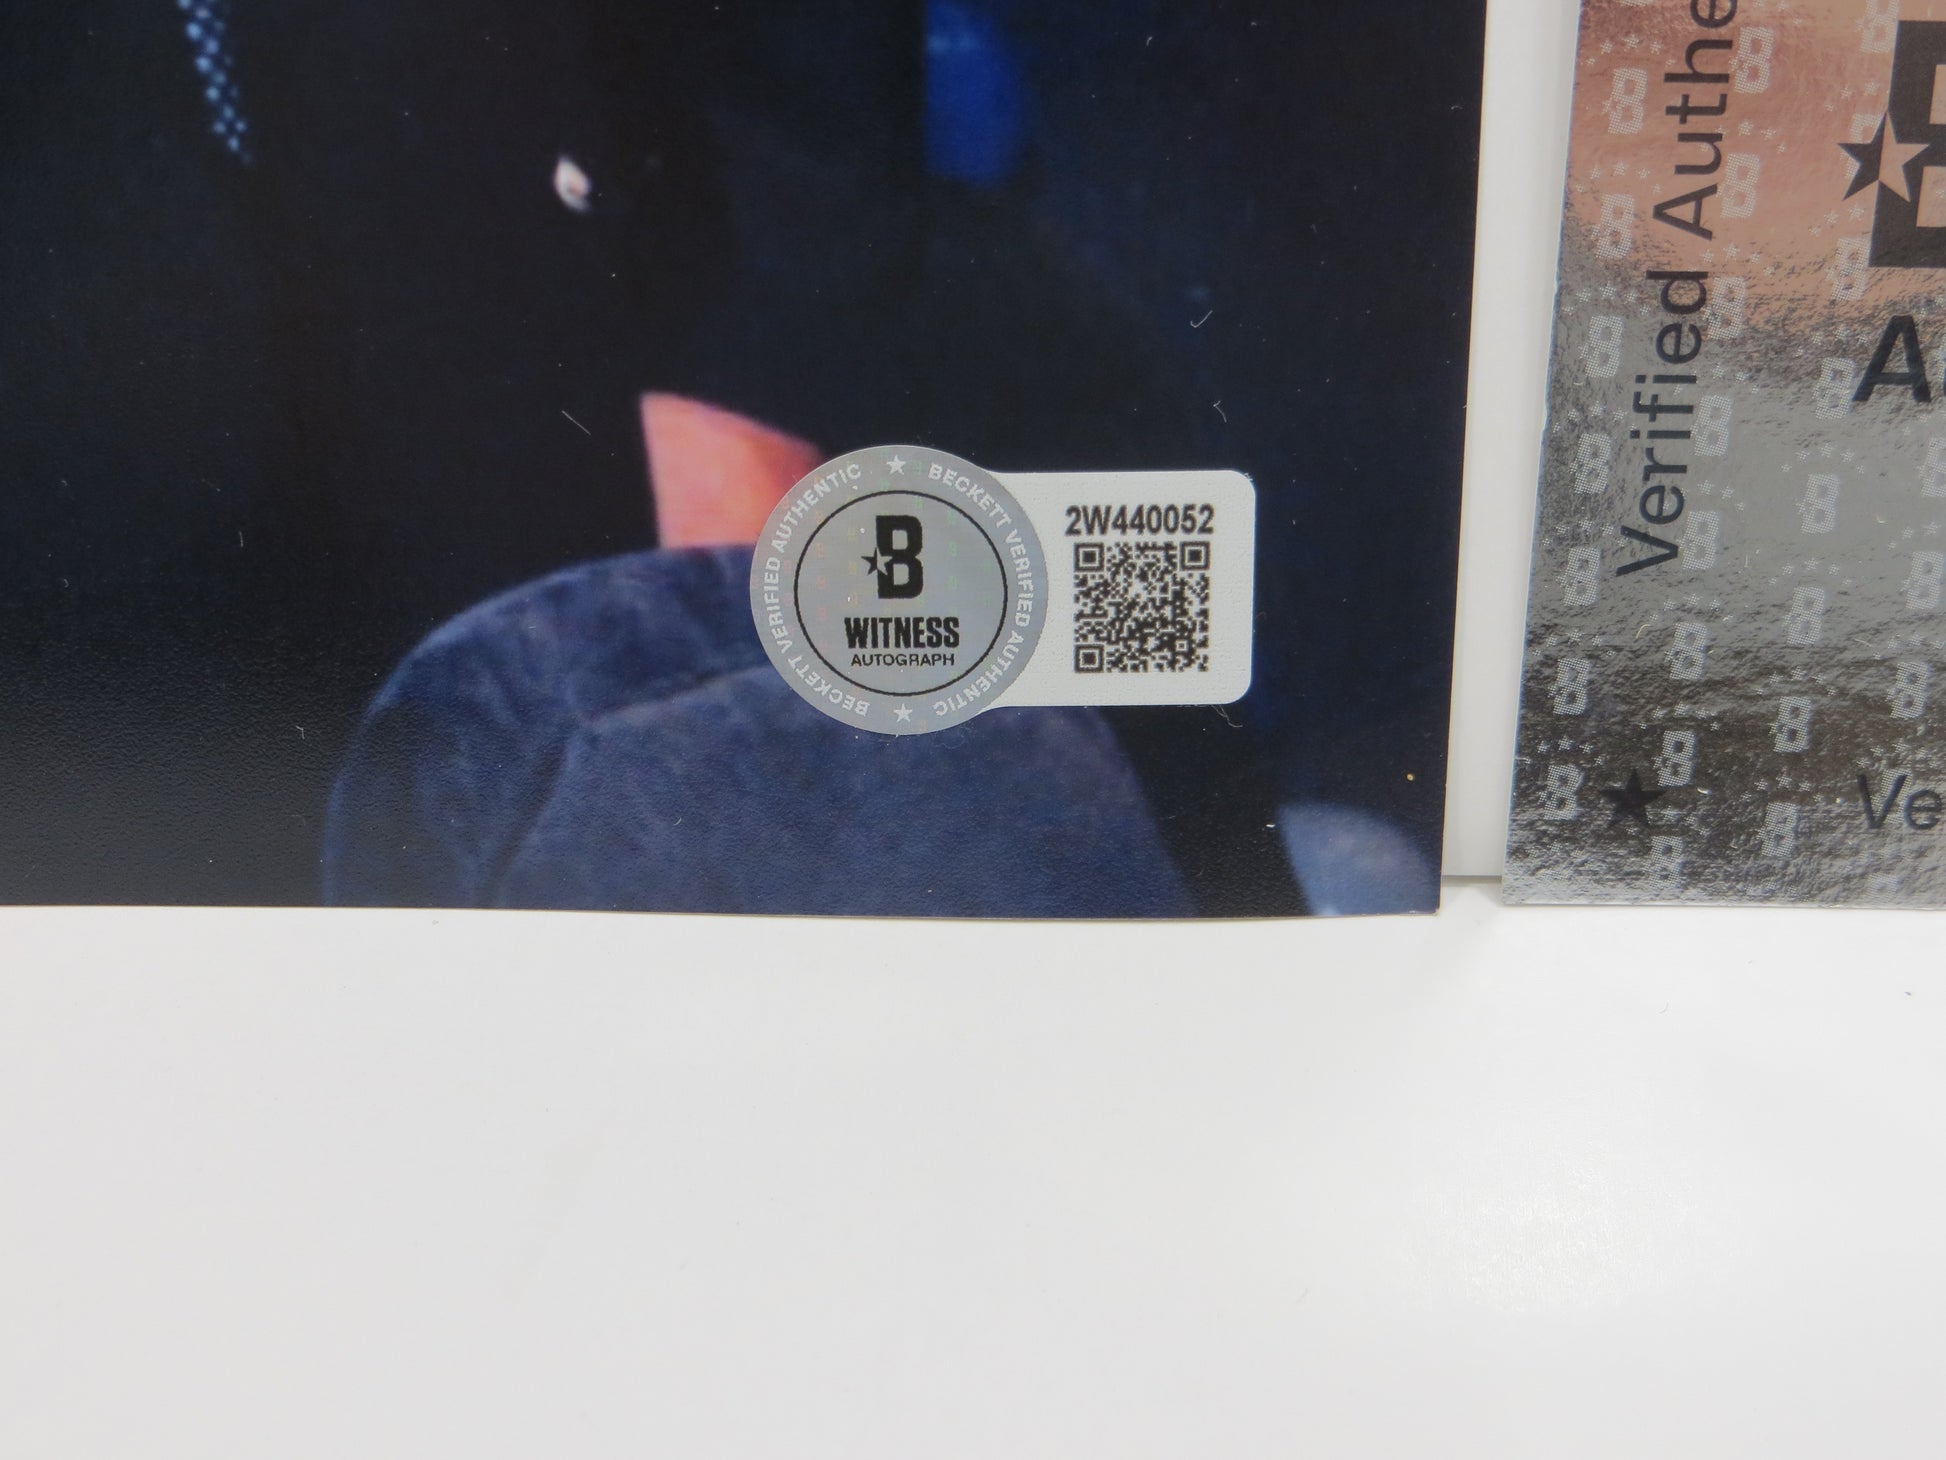 BECKETT VERIFIED AUTHENTIC ★ BECKETT VERIFIED AUTHENTIC ★
B
WITNESS
AUTOGRAPH
2W440052
Verified Authe
B
A
Ve